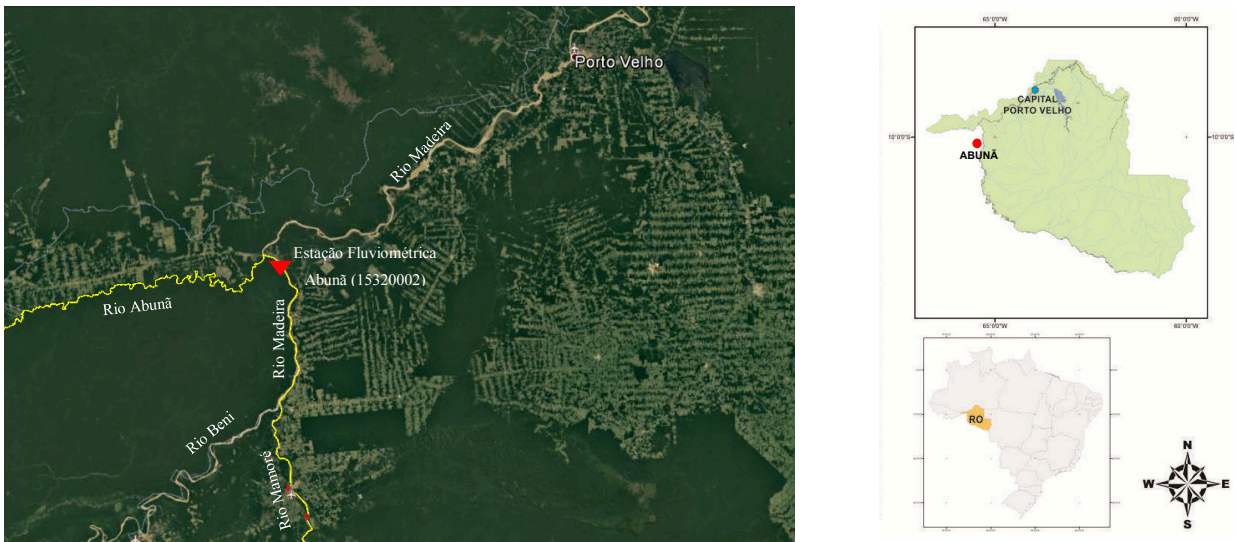 Porto Velho
Rio Madeira
Estação Fluviométrica
Abunã (15320002)
Rio Abunã
Rio Madeira
Rio Beni
Rio Mamoré
65°0'0"W
60°0'0"W
CAPITAL
PORTO VELHO
10°0'0"S
10°0'0"S
ABUNÃ
65°0'0"W
60°0'0"W
RO
N
W
E
S